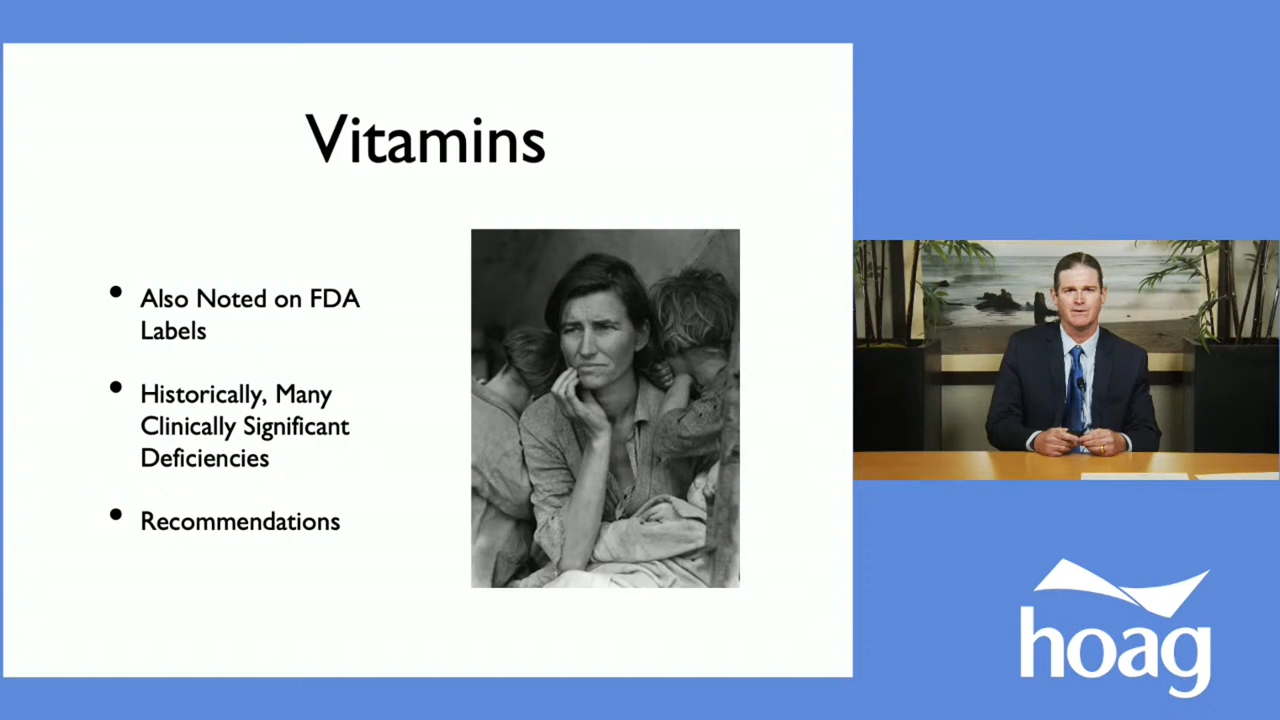 Vitamins
Also Noted on FDA
Labels
Historically, Many
Clinically Significant
Deficiencies
Recommendations
hoag